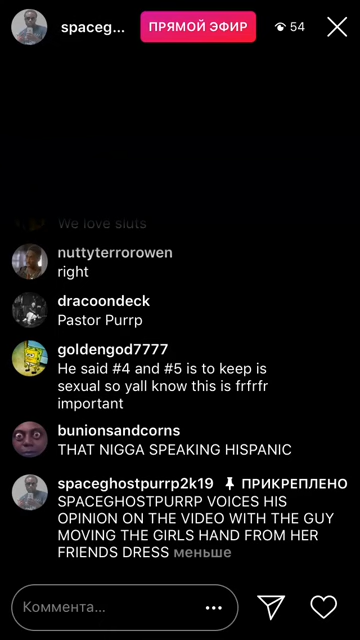 spaceg... ПРЯМОЙ ЭФИР 54
We love sluts
nuttyterrorowen
right
dracoondeck
Pastor Purrp
goldengod7777
He said #4 and #5 is to keep is
sexual so yall know this is frfrfr
important
bunionsandcorns
THAT NIGGA SPEAKING HISPANIC
spaceghostpurrp2k19 ПРИКРЕПЛЕНО
SPACEGHOSTPURRP VOICES HIS
OPINION ON THE VIDEO WITH THE GUY
MOVING THE GIRLS HAND FROM HER
FRIENDS DRESS меньше
Коммента... •••